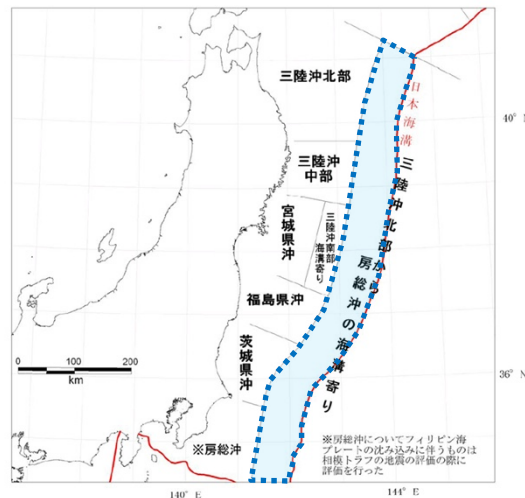 三陸沖北部
日本海溝
40° N
三陸沖
中部
三陸沖北部から
房総沖の海溝寄り
宮城県沖
三陸沖南部
海溝寄り
福島県沖
茨城県沖
0 50 100 200
km
36° N
※房総沖
※房総沖についてフィリピン海
プレートの沈み込みに伴うものは
相模トラフの地震の評価の際に
評価を行った
140° E
144° E